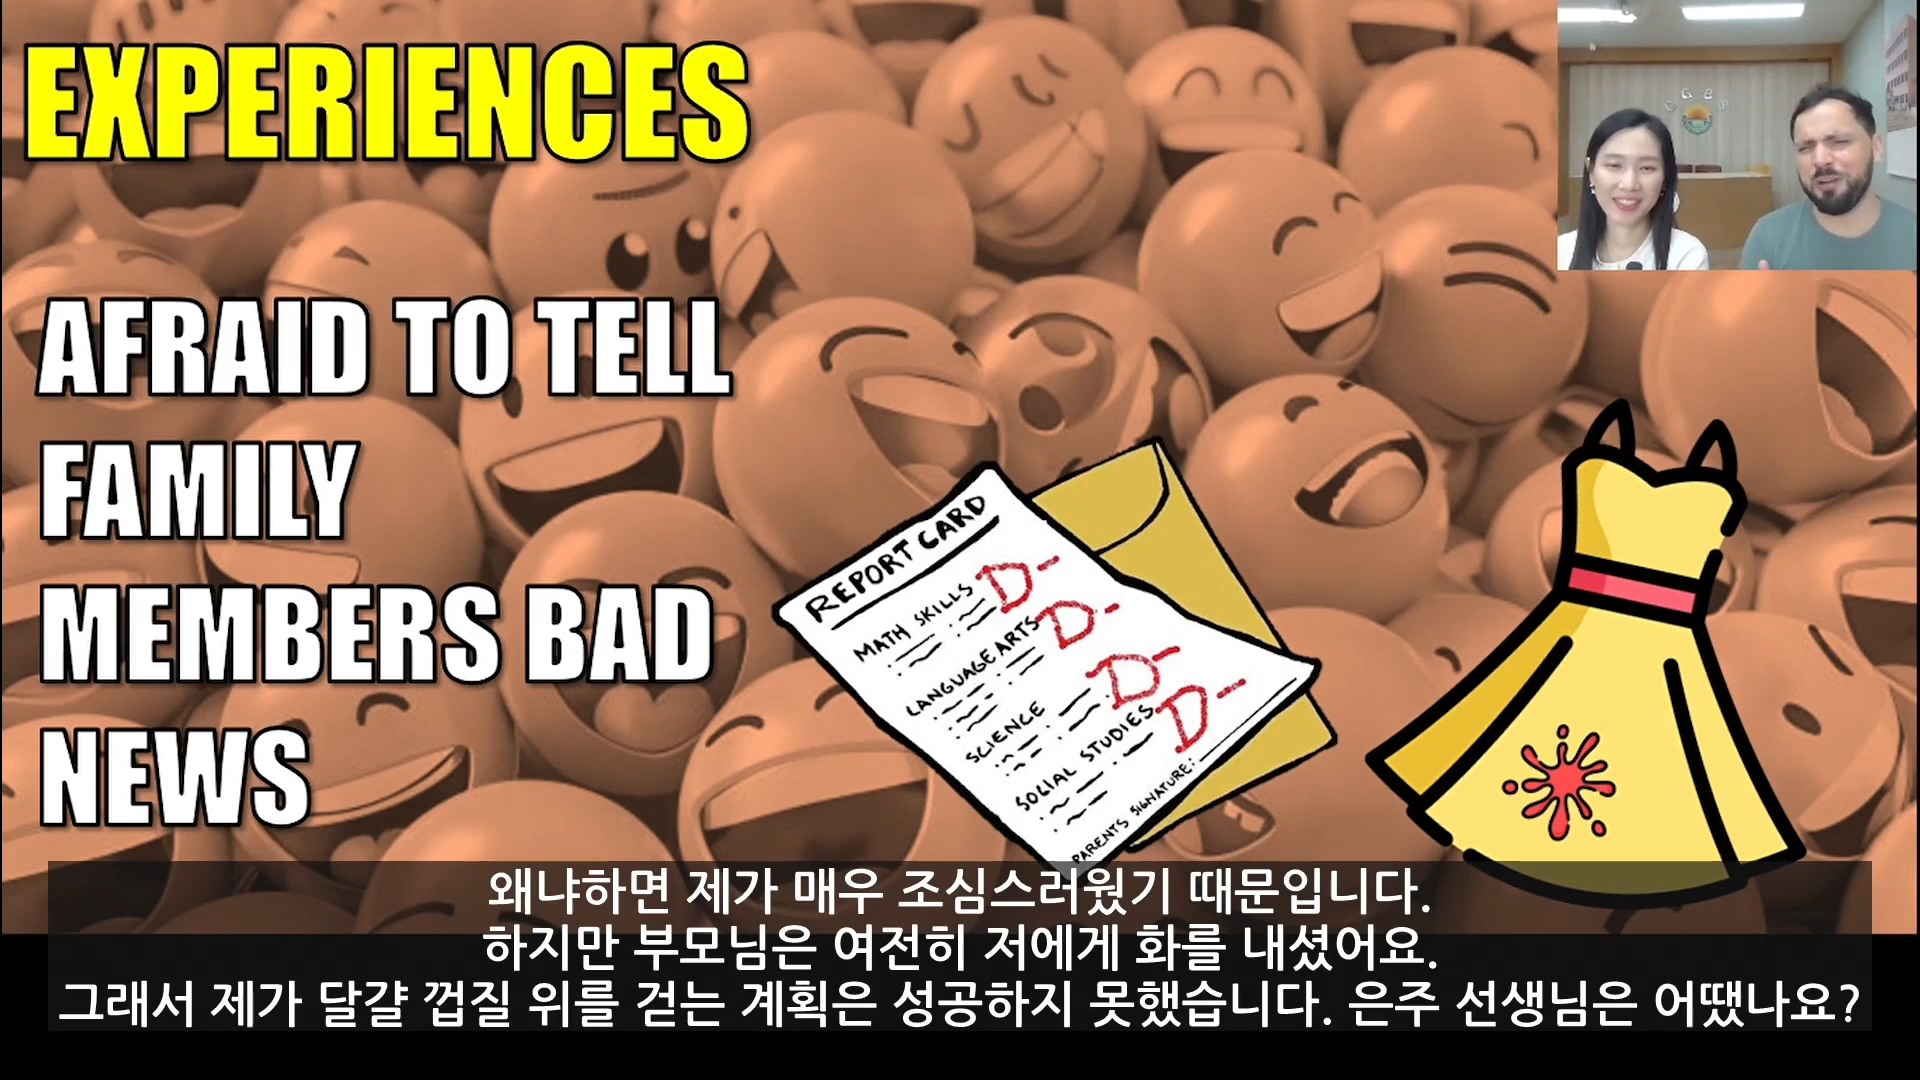 EXPERIENCES
AFRAID TO TELL
FAMILY
MEMBERS BAD
NEWS
REPORT CARD
MATH SKILLS D-
LANGUAGE ARTS D-
SCIENCE D-
SOCIAL STUDIES D-
PARENTS SIGNATURE:
왜냐하면 제가 매우 조심스러웠기 때문입니다.
하지만 부모님은 여전히 저에게 화를 내셨어요.
그래서 제가 달걀 껍질 위를 걷는 계획은 성공하지 못했습니다. 은주 선생님은 어땠나요?